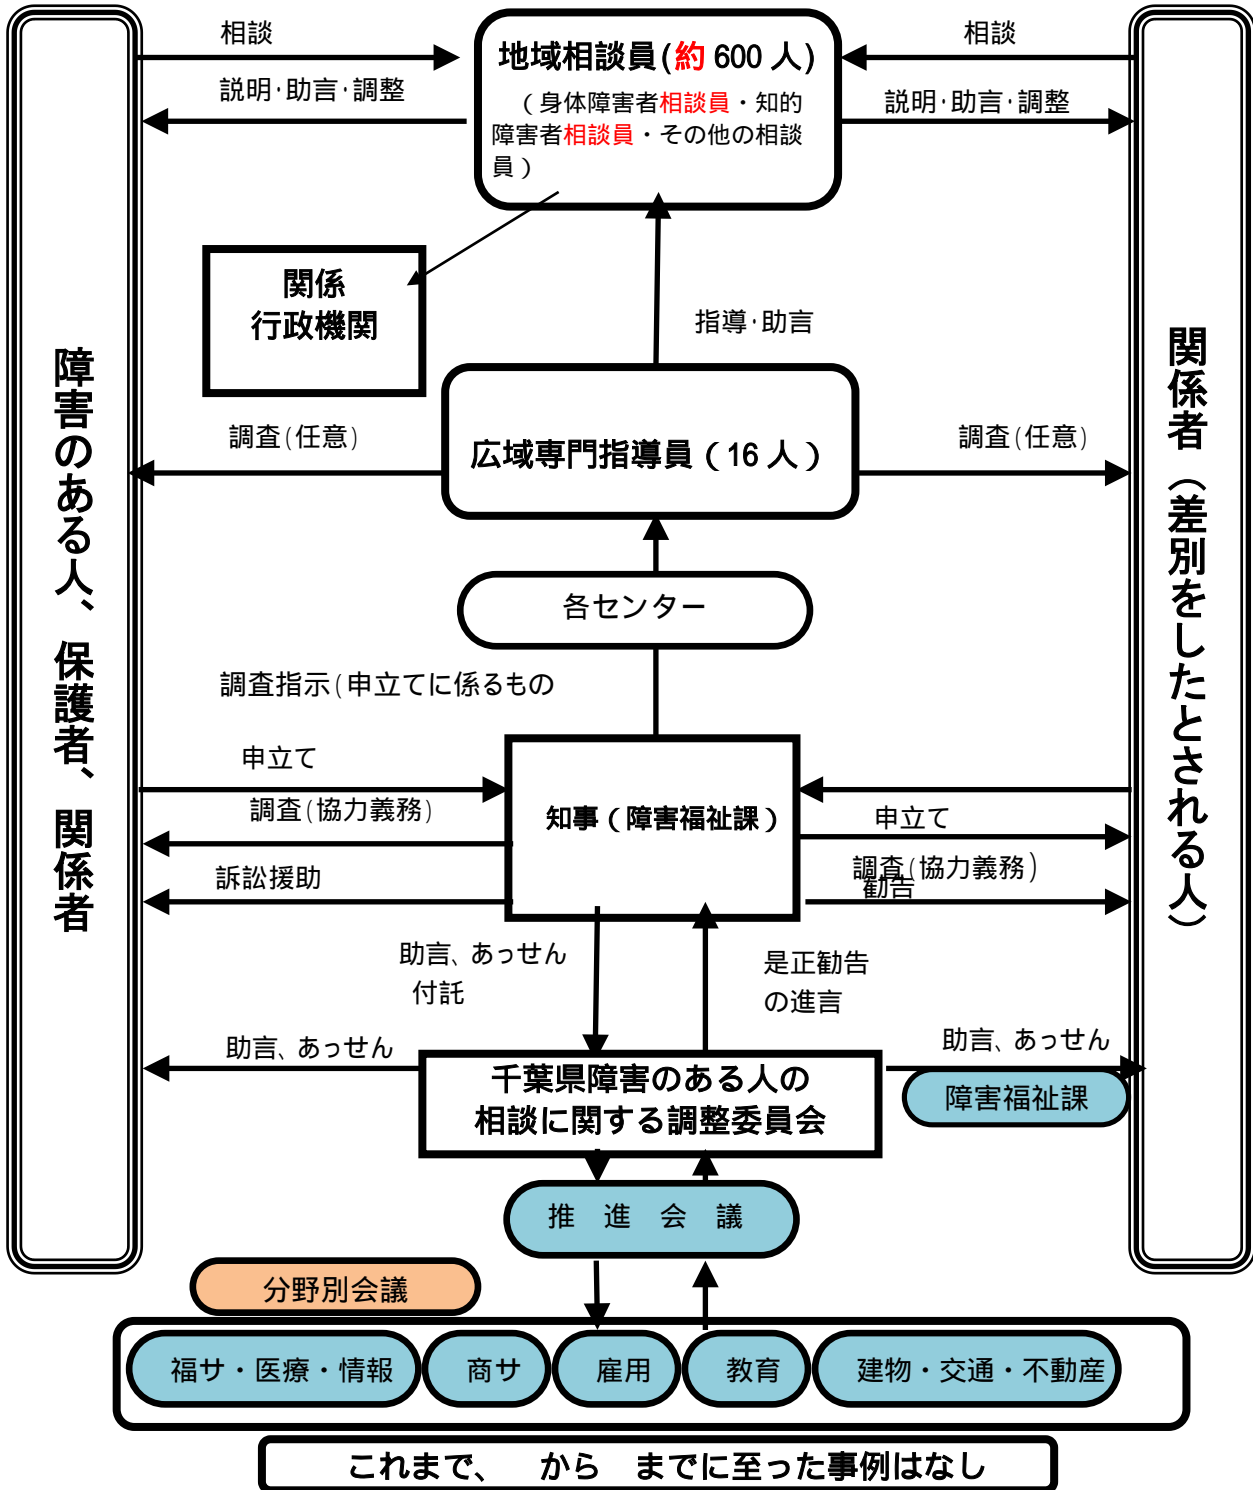 相談
相談
地域相談員(約600人)
説明・助言・調整
説明・助言・調整
（身体障害者相談員・知的
障害者相談員・その他の相談
員）
関係
行政機関
指導・助言
障害のある人、保護者、関係者
関係者（差別をしたとされる人）
調査(任意)
調査(任意)
広域専門指導員（16人）
各センター
調査指示(申立てに係るもの
申立て
調査(協力義務)
知事（障害福祉課）
申立て
訴訟援助
調査(協力義務)
勧告
助言、あっせん
付託
是正勧告
の進言
助言、あっせん
助言、あっせん
千葉県障害のある人の
相談に関する調整委員会
障害福祉課
推　進　会　議
分野別会議
福サ・医療・情報
商サ
雇用
教育
建物・交通・不動産
これまで、　から　までに至った事例はなし